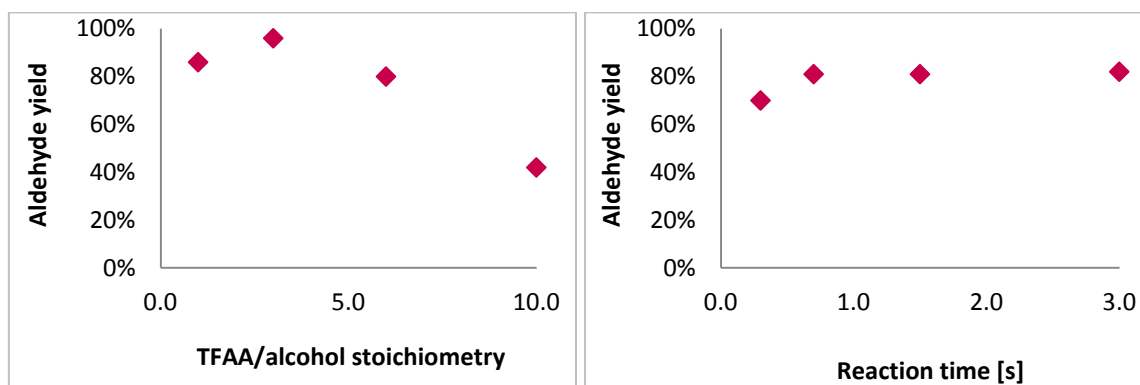 Aldehyde yield
100%
80%
60%
40%
20%
0%
0.0 5.0 10.0
TFAA/alcohol stoichiometry
Aldehyde yield
100%
80%
60%
40%
20%
0%
0.0 1.0 2.0 3.0
Reaction time [s]